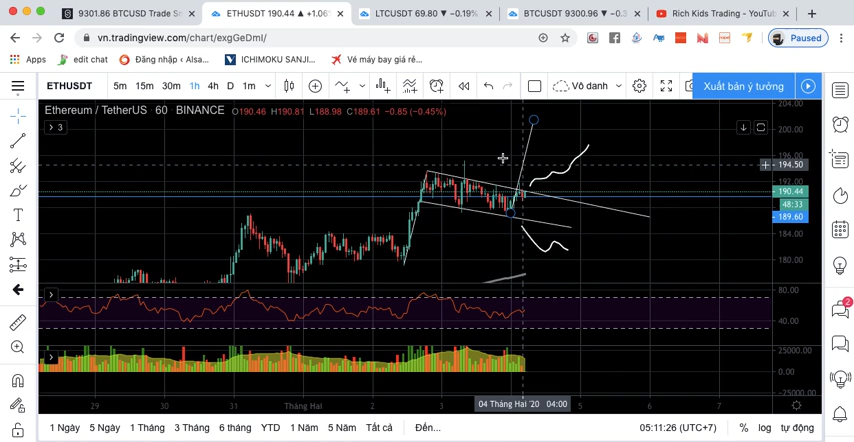 9301.86 BTCUSD Trade Sn
ETHUSDT 190.44 ▲ +1.06%
LTCUSDT 69.80 ▾ −0.19%
BTCUSDT 9300.96 ▾ −0.3
Rich Kids Trading - YouTu
vn.tradingview.com/chart/exgGeDmI/
Paused
Apps
edit chat
Đăng nhập ‹ Alsa...
ICHIMOKU SANJI...
Vé máy bay giá rẻ...
ETHUSDT
5m 15m 30m 1h 4h D 1m
Vô danh
Xuất bản ý tưởng
Ethereum / TetherUS · 60 · BINANCE O190.46 H190.81 L188.98 C189.61 −0.85 (−0.45%)
3
204.00
200.00
196.00
194.50
192.00
190.44
48:33
189.60
184.00
180.00
80.00
40.00
25000.00
0.00
−25000.00
29 30 31 Tháng Hai 2 3 04 Tháng Hai '20 04:00 5 6 7
1 Ngày 5 Ngày 1 Tháng 3 Tháng 6 tháng YTD 1 Năm 5 Năm Tất cả Đến... 05:11:26 (UTC+7) % log tự động
2